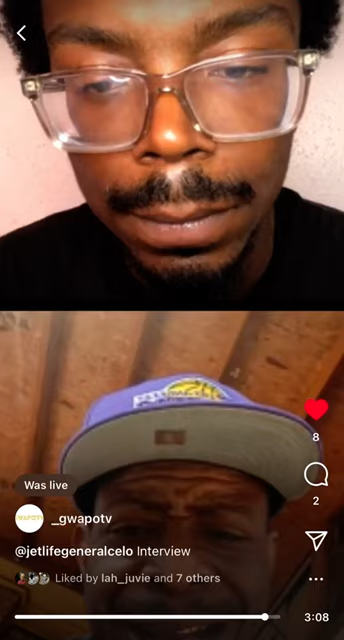 Was live
_gwapotv
@jetlifegeneralcelo Interview
Liked by lah_juvie and 7 others
8
2
3:08